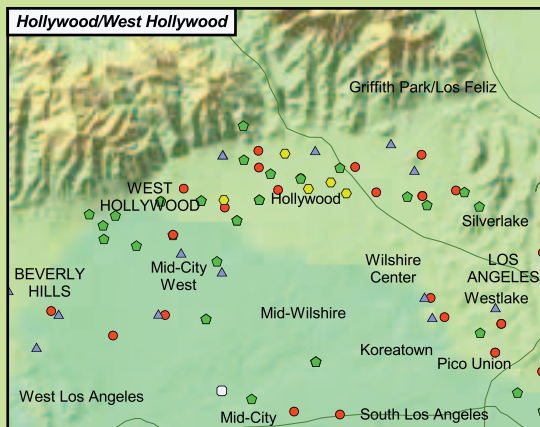 Hollywood/West Hollywood
Griffith Park/Los Feliz
WEST
HOLLYWOOD
Hollywood
Silverlake
Mid-City
West
Wilshire
Center
LOS
ANGELES
BEVERLY
HILLS
Westlake
Mid-Wilshire
Koreatown
Pico Union
West Los Angeles
Mid-City
South Los Angeles